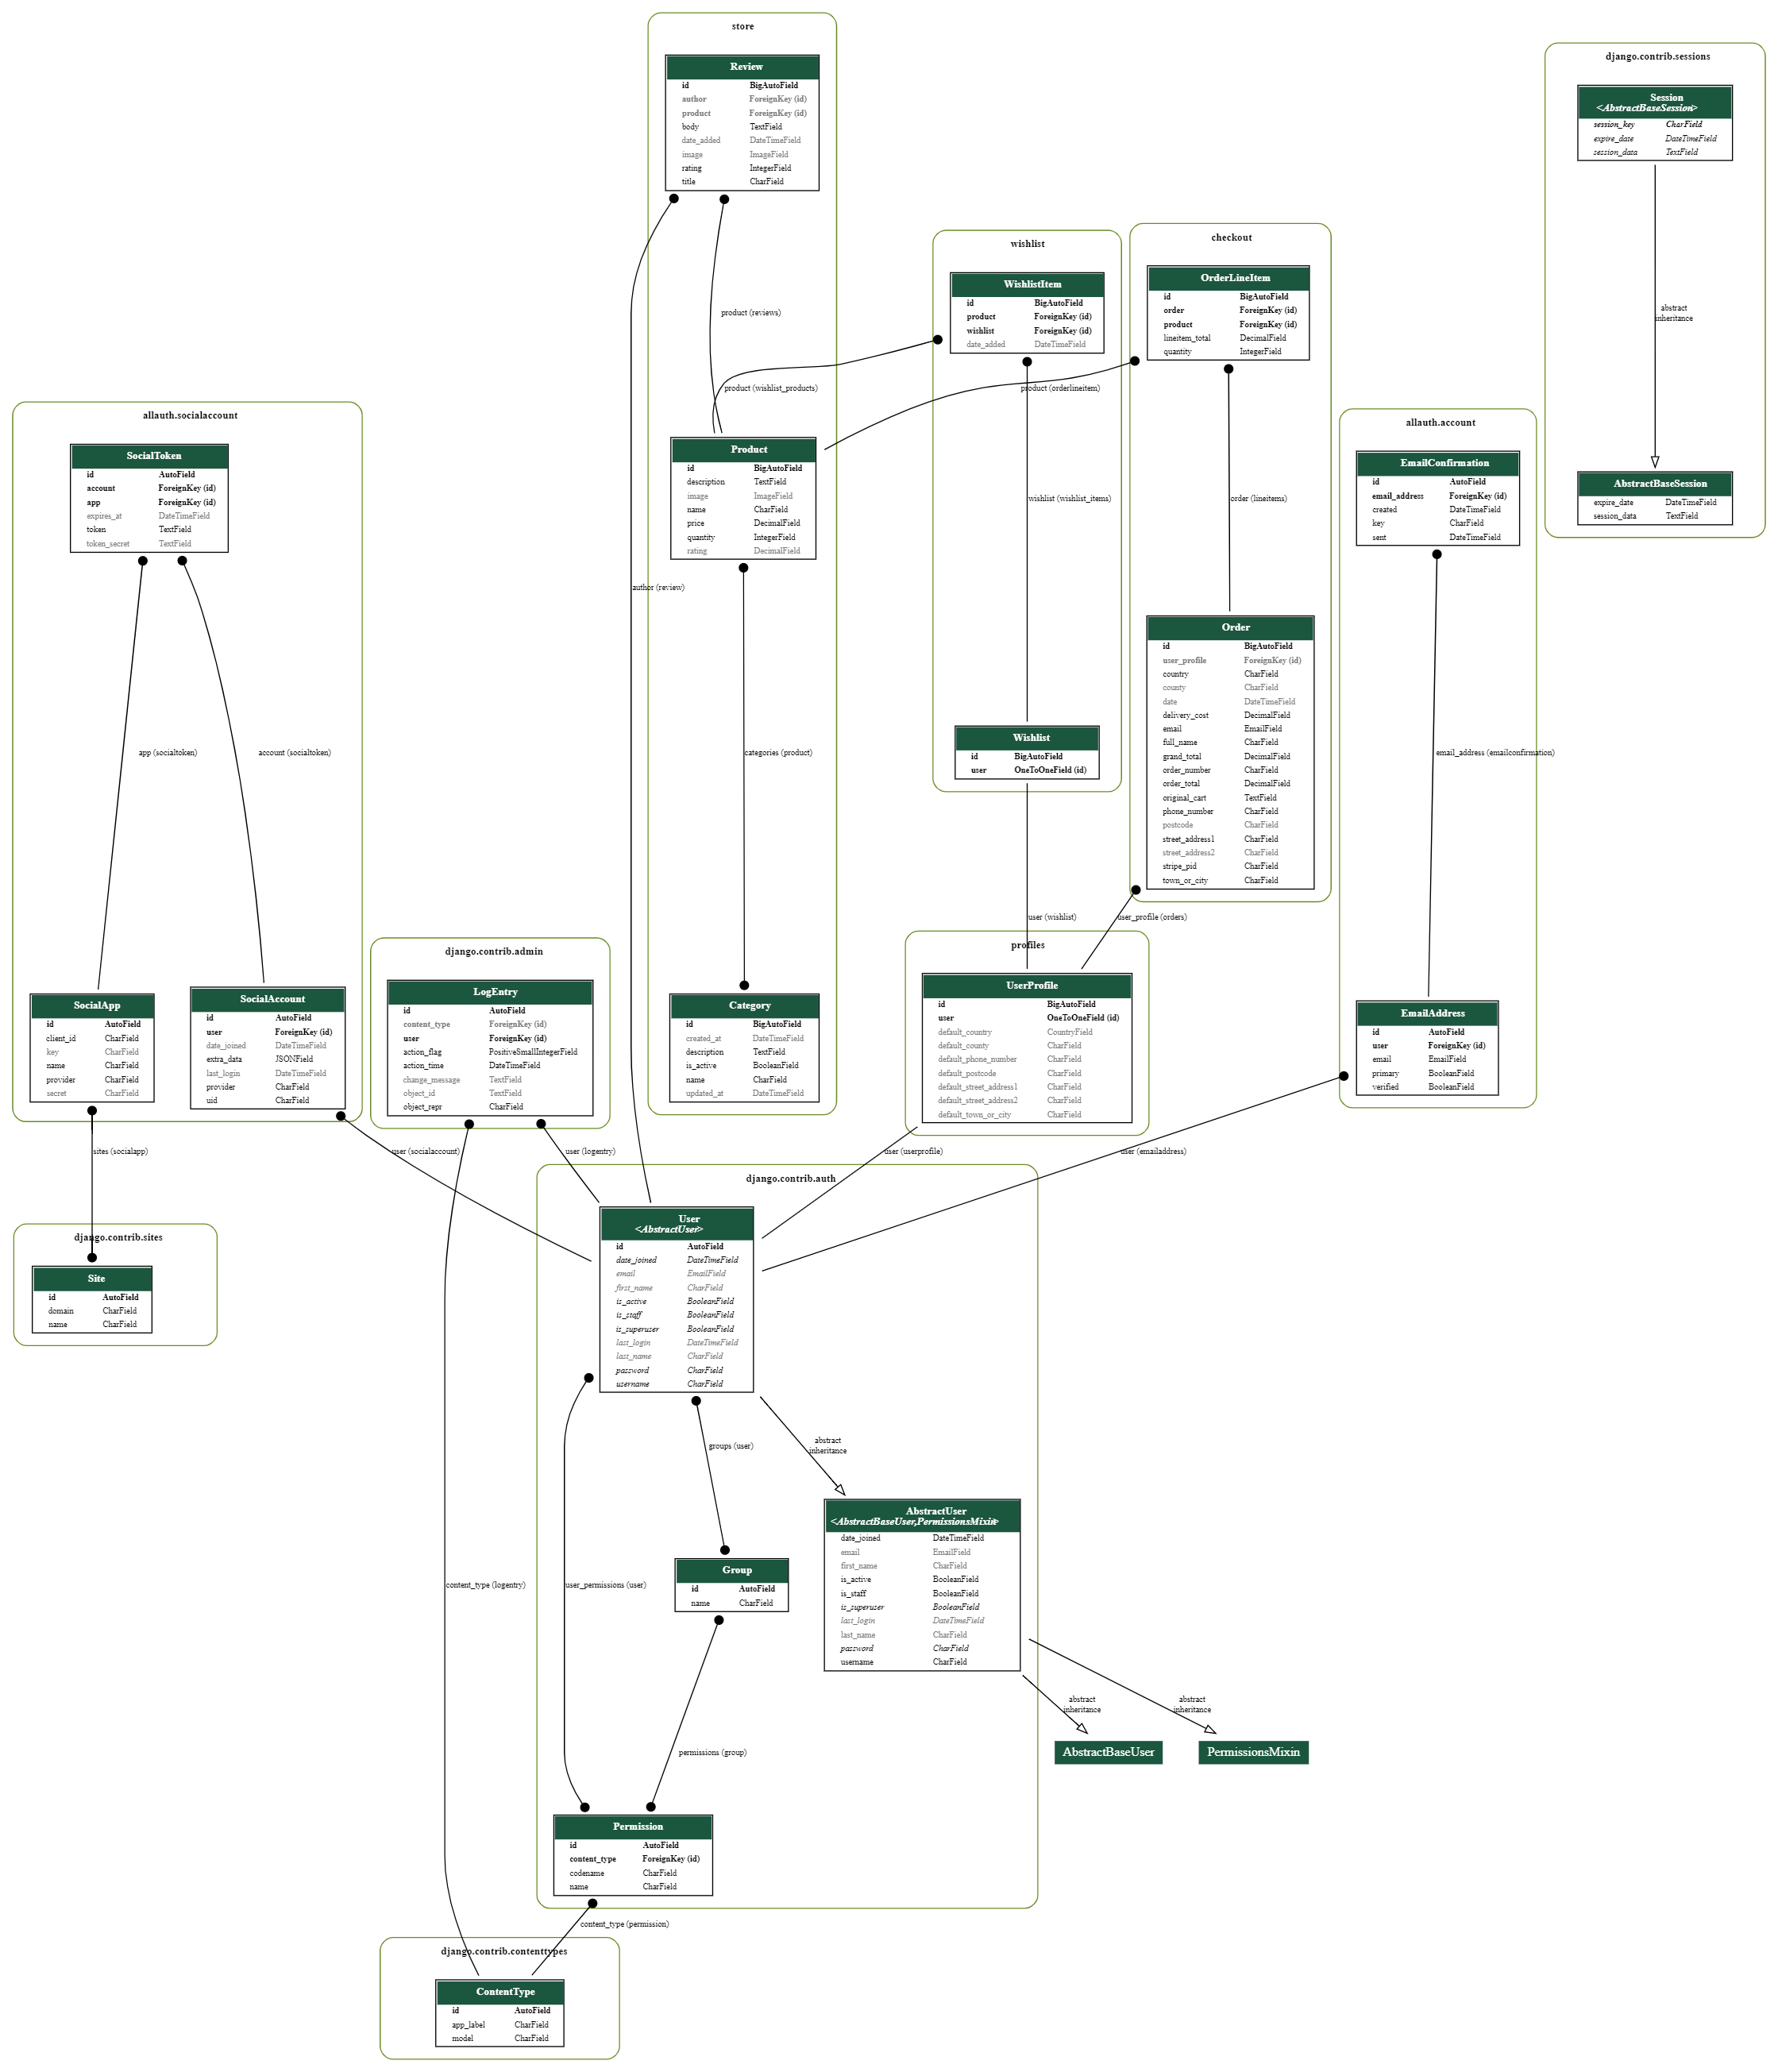 store
Review
id BigAutoField
author ForeignKey (id)
product ForeignKey (id)
body TextField
date_added DateTimeField
image ImageField
rating IntegerField
title CharField
product (reviews)
product (wishlist_products)
author (review)
Product
id BigAutoField
description TextField
image ImageField
name CharField
price DecimalField
quantity IntegerField
rating DecimalField
categories (product)
Category
id BigAutoField
created_at DateTimeField
description TextField
is_active BooleanField
name CharField
updated_at DateTimeField
wishlist
WishlistItem
id BigAutoField
product ForeignKey (id)
wishlist ForeignKey (id)
date_added DateTimeField
product (orderlineitem)
wishlist (wishlist_items)
Wishlist
id BigAutoField
user OneToOneField (id)
user (wishlist)
checkout
OrderLineItem
id BigAutoField
order ForeignKey (id)
product ForeignKey (id)
lineitem_total DecimalField
quantity IntegerField
order (lineitems)
Order
id BigAutoField
user_profile ForeignKey (id)
country CharField
county CharField
date DateTimeField
delivery_cost DecimalField
email EmailField
full_name CharField
grand_total DecimalField
order_number CharField
order_total DecimalField
original_cart TextField
phone_number CharField
postcode CharField
street_address1 CharField
street_address2 CharField
stripe_pid CharField
town_or_city CharField
user_profile (orders)
django.contrib.sessions
Session
<AbstractBaseSession>
session_key CharField
expire_date DateTimeField
session_data TextField
abstract
inheritance
AbstractBaseSession
expire_date DateTimeField
session_data TextField
allauth.account
EmailConfirmation
id AutoField
email_address ForeignKey (id)
created DateTimeField
key CharField
sent DateTimeField
email_address (emailconfirmation)
EmailAddress
id AutoField
user ForeignKey (id)
email EmailField
primary BooleanField
verified BooleanField
user (emailaddress)
allauth.socialaccount
SocialToken
id AutoField
account ForeignKey (id)
app ForeignKey (id)
expires_at DateTimeField
token TextField
token_secret TextField
app (socialtoken)
account (socialtoken)
SocialApp
id AutoField
client_id CharField
key CharField
name CharField
provider CharField
secret CharField
SocialAccount
id AutoField
user ForeignKey (id)
date_joined DateTimeField
extra_data JSONField
last_login DateTimeField
provider CharField
uid CharField
sites (socialapp)
user (socialaccount)
django.contrib.sites
Site
id AutoField
domain CharField
name CharField
django.contrib.admin
LogEntry
id AutoField
content_type ForeignKey (id)
user ForeignKey (id)
action_flag PositiveSmallIntegerField
action_time DateTimeField
change_message TextField
object_id TextField
object_repr CharField
user (logentry)
content_type (logentry)
profiles
UserProfile
id BigAutoField
user OneToOneField (id)
default_country CountryField
default_county CharField
default_phone_number CharField
default_postcode CharField
default_street_address1 CharField
default_street_address2 CharField
default_town_or_city CharField
user (userprofile)
django.contrib.auth
User
<AbstractUser>
id AutoField
date_joined DateTimeField
email EmailField
first_name CharField
is_active BooleanField
is_staff BooleanField
is_superuser BooleanField
last_login DateTimeField
last_name CharField
password CharField
username CharField
groups (user)
abstract
inheritance
user_permissions (user)
Group
id AutoField
name CharField
permissions (group)
AbstractUser
<AbstractBaseUser,PermissionsMixin>
date_joined DateTimeField
email EmailField
first_name CharField
is_active BooleanField
is_staff BooleanField
is_superuser BooleanField
last_login DateTimeField
last_name CharField
password CharField
username CharField
abstract
inheritance
abstract
inheritance
AbstractBaseUser
PermissionsMixin
Permission
id AutoField
content_type ForeignKey (id)
codename CharField
name CharField
content_type (permission)
django.contrib.contenttypes
ContentType
id AutoField
app_label CharField
model CharField